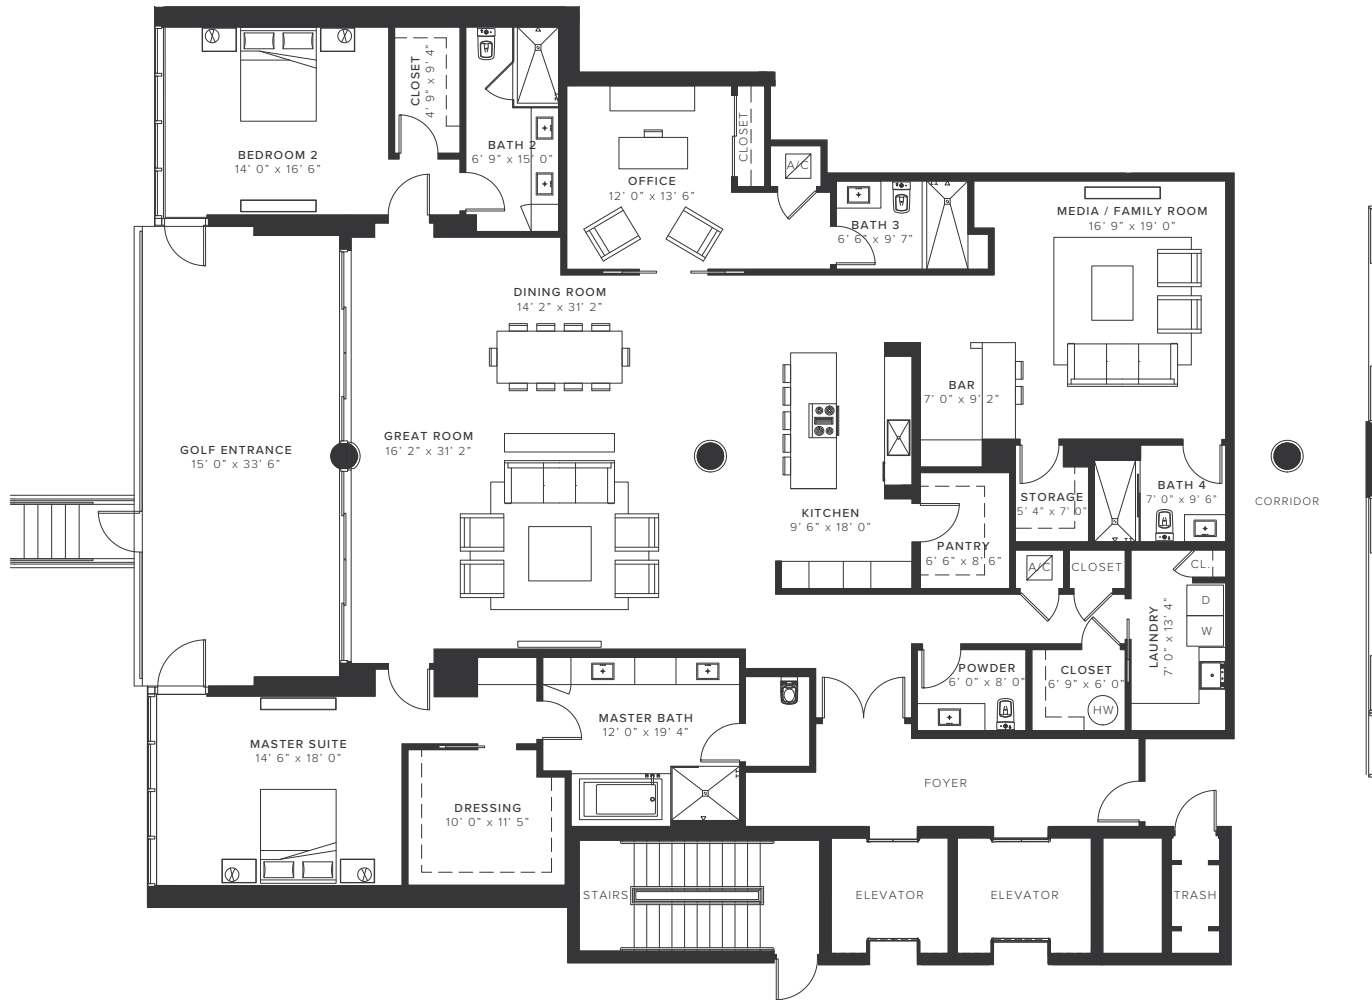 CLOSET
4' 9" x 9' 4"
BEDROOM 2
14' 0" x 16' 6"
BATH 2
6' 9" x 15' 0"
CLOSET
A/C
OFFICE
12' 0" x 13' 6"
BATH 3
6' 6" x 9' 7"
MEDIA / FAMILY ROOM
16' 9" x 19' 0"
DINING ROOM
14' 2" x 31' 2"
BAR
7' 0" x 9' 2"
GREAT ROOM
16' 2" x 31' 2"
GOLF ENTRANCE
15' 0" x 33' 6"
KITCHEN
9' 6" x 18' 0"
STORAGE
5' 4" x 7' 0"
BATH 4
7' 0" x 9' 6"
CORRIDOR
PANTRY
6' 6" x 8' 6"
A/C
CLOSET
CL.
D
W
LAUNDRY
7' 0" x 13' 4"
POWDER
6' 0" x 8' 0"
CLOSET
6' 9" x 6' 0"
HW
MASTER BATH
12' 0" x 19' 4"
MASTER SUITE
14' 6" x 18' 0"
FOYER
DRESSING
10' 0" x 11' 5"
STAIRS
ELEVATOR
ELEVATOR
TRASH